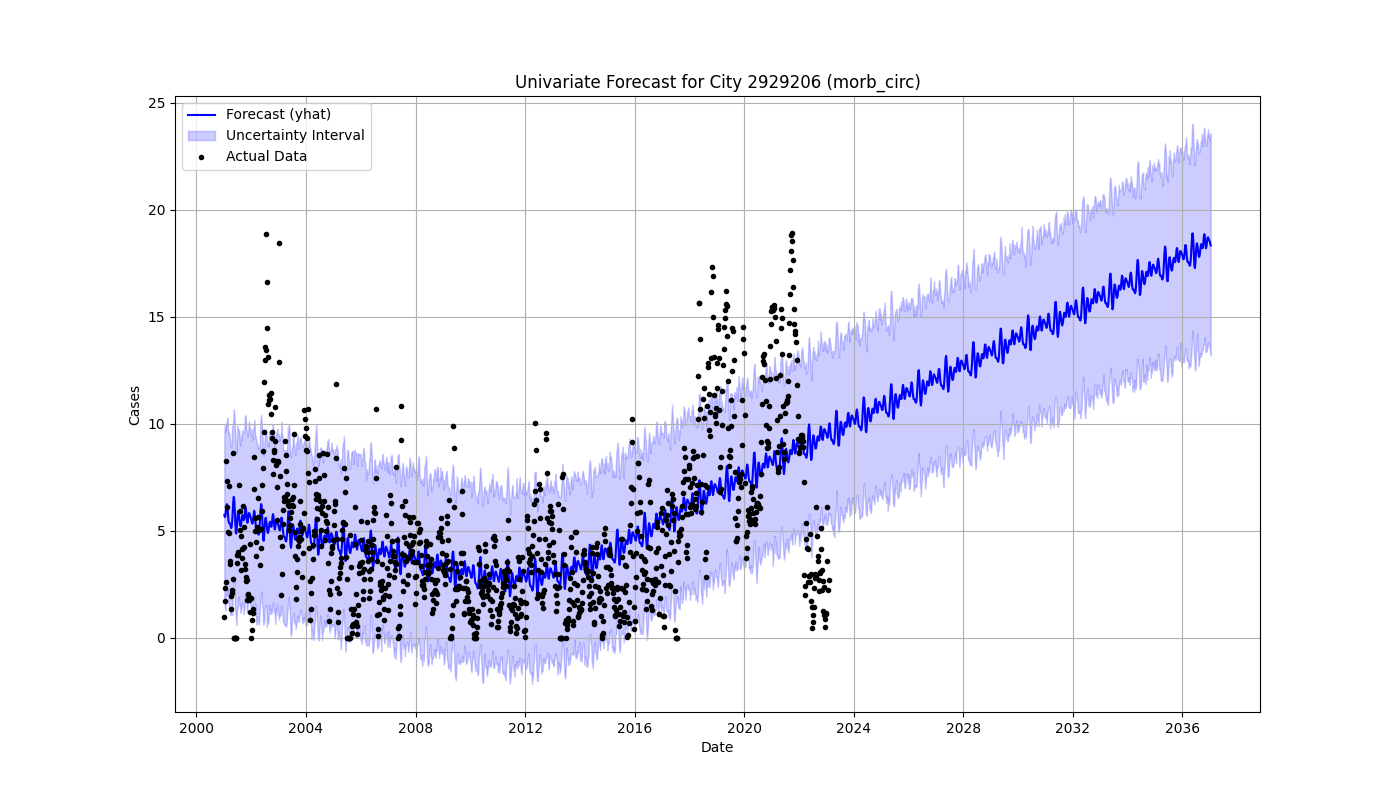 Univariate Forecast for City 2929206 (morb_circ)
Forecast (yhat)
Uncertainty Interval
Actual Data
25
20
15
10
5
0
Cases
2000 2004 2008 2012 2016 2020 2024 2028 2032 2036
Date